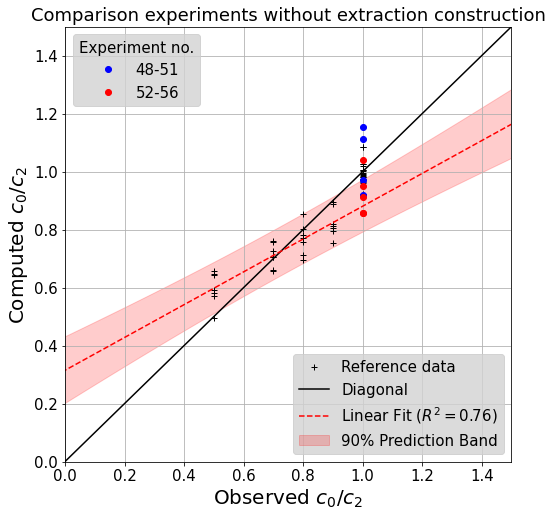 Comparison experiments without extraction construction
Experiment no.
48-51
52-56
Computed c₀/c₂
1.4
1.2
1.0
0.8
0.6
0.4
0.2
0.0
Reference data
Diagonal
Linear Fit (R² = 0.76)
90% Prediction Band
0.0 0.2 0.4 0.6 0.8 1.0 1.2 1.4
Observed c₀/c₂